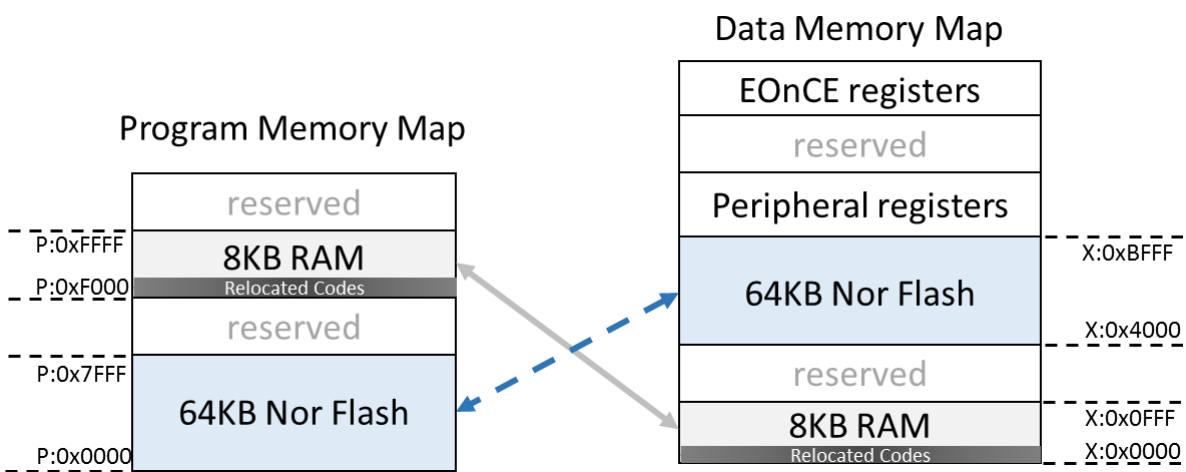 Data Memory Map
EOnCE registers
reserved
Peripheral registers
64KB Nor Flash
reserved
8KB RAM
Relocated Codes
X:0xBFFF
X:0x4000
X:0x0FFF
X:0x0000
Program Memory Map
reserved
8KB RAM
Relocated Codes
reserved
64KB Nor Flash
P:0xFFFF
P:0xF000
P:0x7FFF
P:0x0000